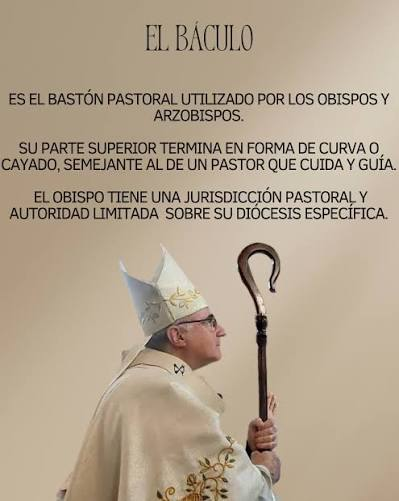 EL BÁCULO
ES EL BASTÓN PASTORAL UTILIZADO POR LOS OBISPOS Y
ARZOBISPOS.
SU PARTE SUPERIOR TERMINA EN FORMA DE CURVA O
CAYADO, SEMEJANTE AL DE UN PASTOR QUE CUIDA Y GUÍA.
EL OBISPO TIENE UNA JURISDICCIÓN PASTORAL Y
AUTORIDAD LIMITADA SOBRE SU DIÓCESIS ESPECÍFICA.